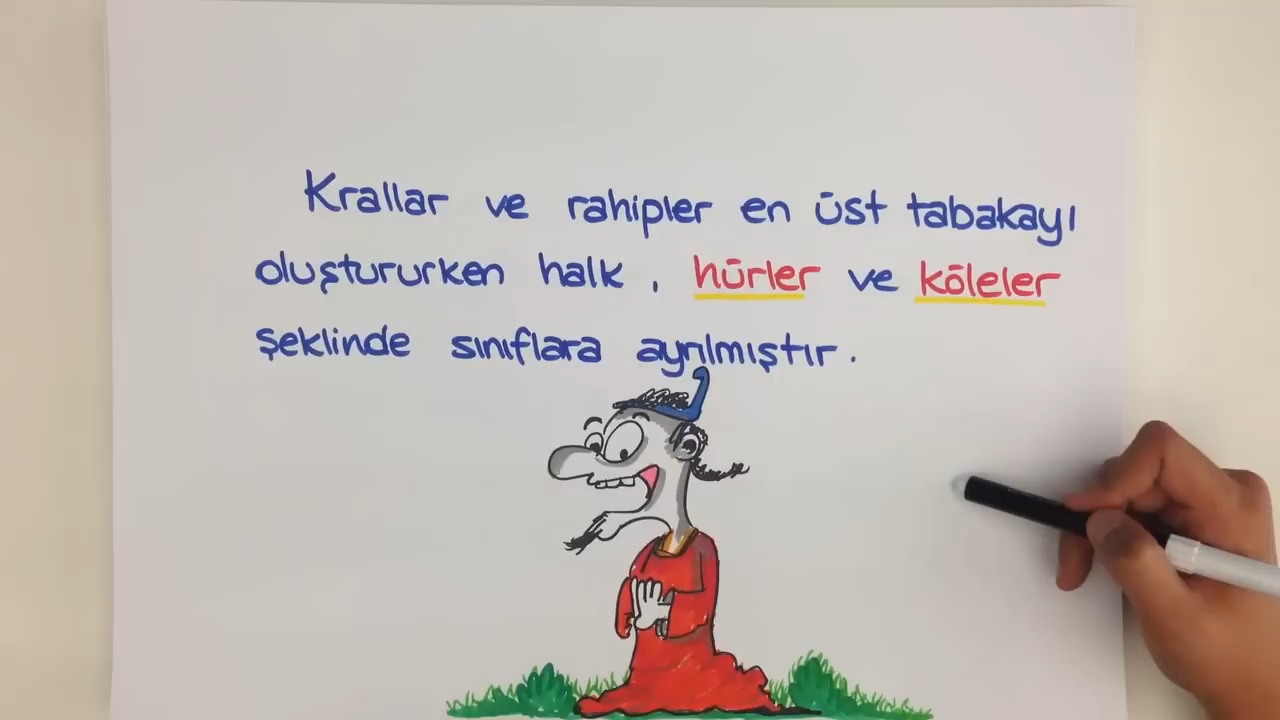 Krallar ve rahipler en üst tabakayı
oluştururken halk, hürler ve köleler
şeklinde sınıflara ayrılmıştır.